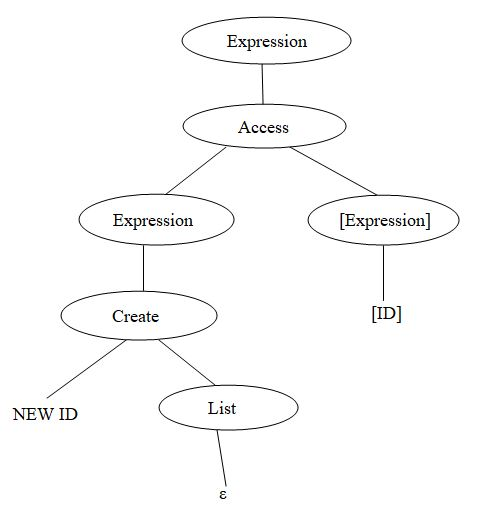 Expression
Access
Expression
[Expression]
[ID]
Create
NEW ID
List
ε